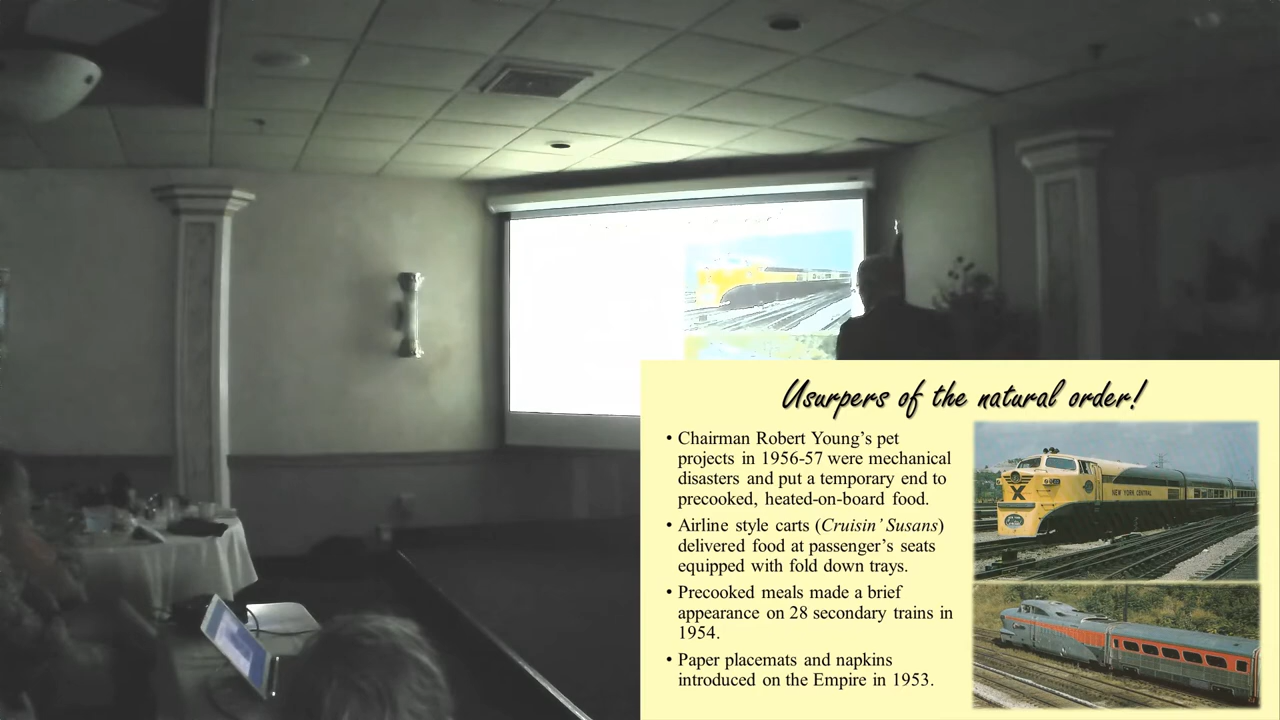 Usurpers of the natural order!
• Chairman Robert Young's pet
projects in 1956-57 were mechanical
disasters and put a temporary end to
precooked, heated-on-board food.
• Airline style carts (Cruisin' Susans)
delivered food at passenger's seats
equipped with fold down trays.
• Precooked meals made a brief
appearance on 28 secondary trains in
1954.
• Paper placemats and napkins
introduced on the Empire in 1953.
X
NEW YORK CENTRAL